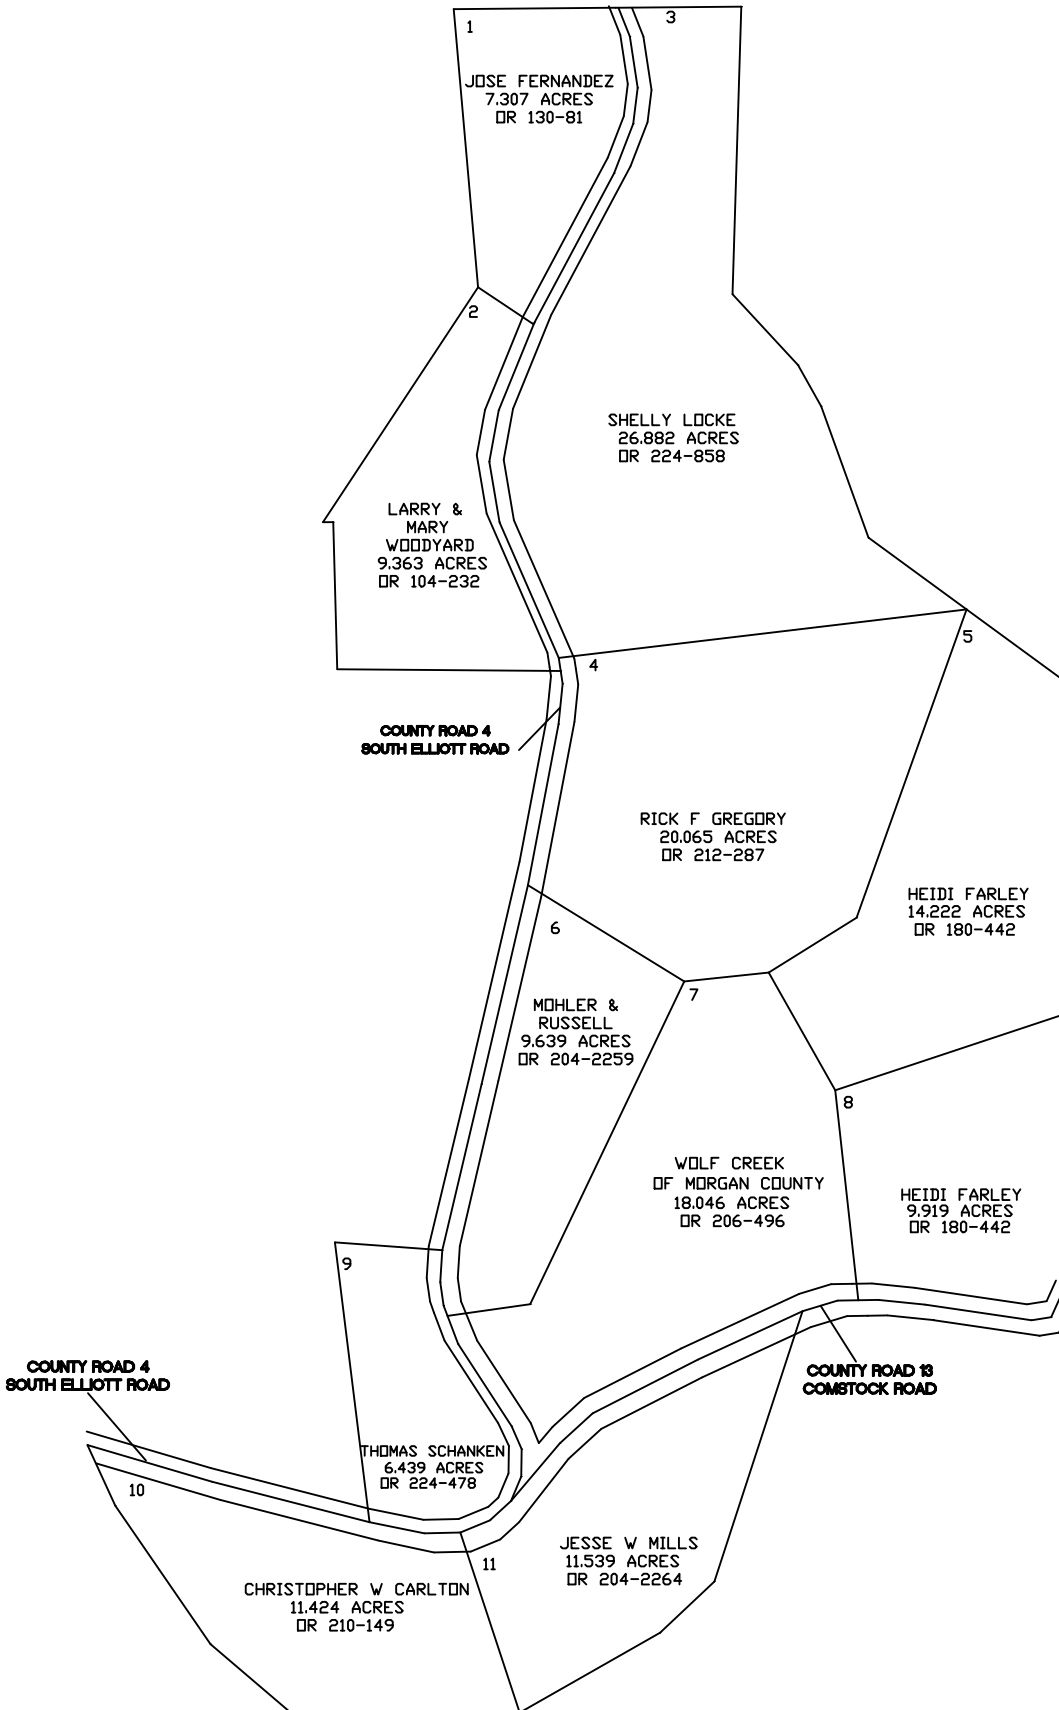 1
3
JOSE FERNANDEZ
7.307 ACRES
OR 130-81
2
SHELLY LOCKE
26.882 ACRES
OR 224-858
LARRY &
MARY
WOODYARD
9.363 ACRES
OR 104-232
5
4
COUNTY ROAD 4
SOUTH ELLIOTT ROAD
RICK F GREGORY
20.065 ACRES
OR 212-287
HEIDI FARLEY
14.222 ACRES
OR 180-442
6
7
MOHLER &
RUSSELL
9.639 ACRES
OR 204-2259
8
WOLF CREEK
OF MORGAN COUNTY
18.046 ACRES
OR 206-496
HEIDI FARLEY
9.919 ACRES
OR 180-442
9
COUNTY ROAD 4
SOUTH ELLIOTT ROAD
COUNTY ROAD 13
COMSTOCK ROAD
THOMAS SCHANKEN
6.439 ACRES
OR 224-478
10
11
JESSE W MILLS
11.539 ACRES
OR 204-2264
CHRISTOPHER W CARLTON
11.424 ACRES
OR 210-149